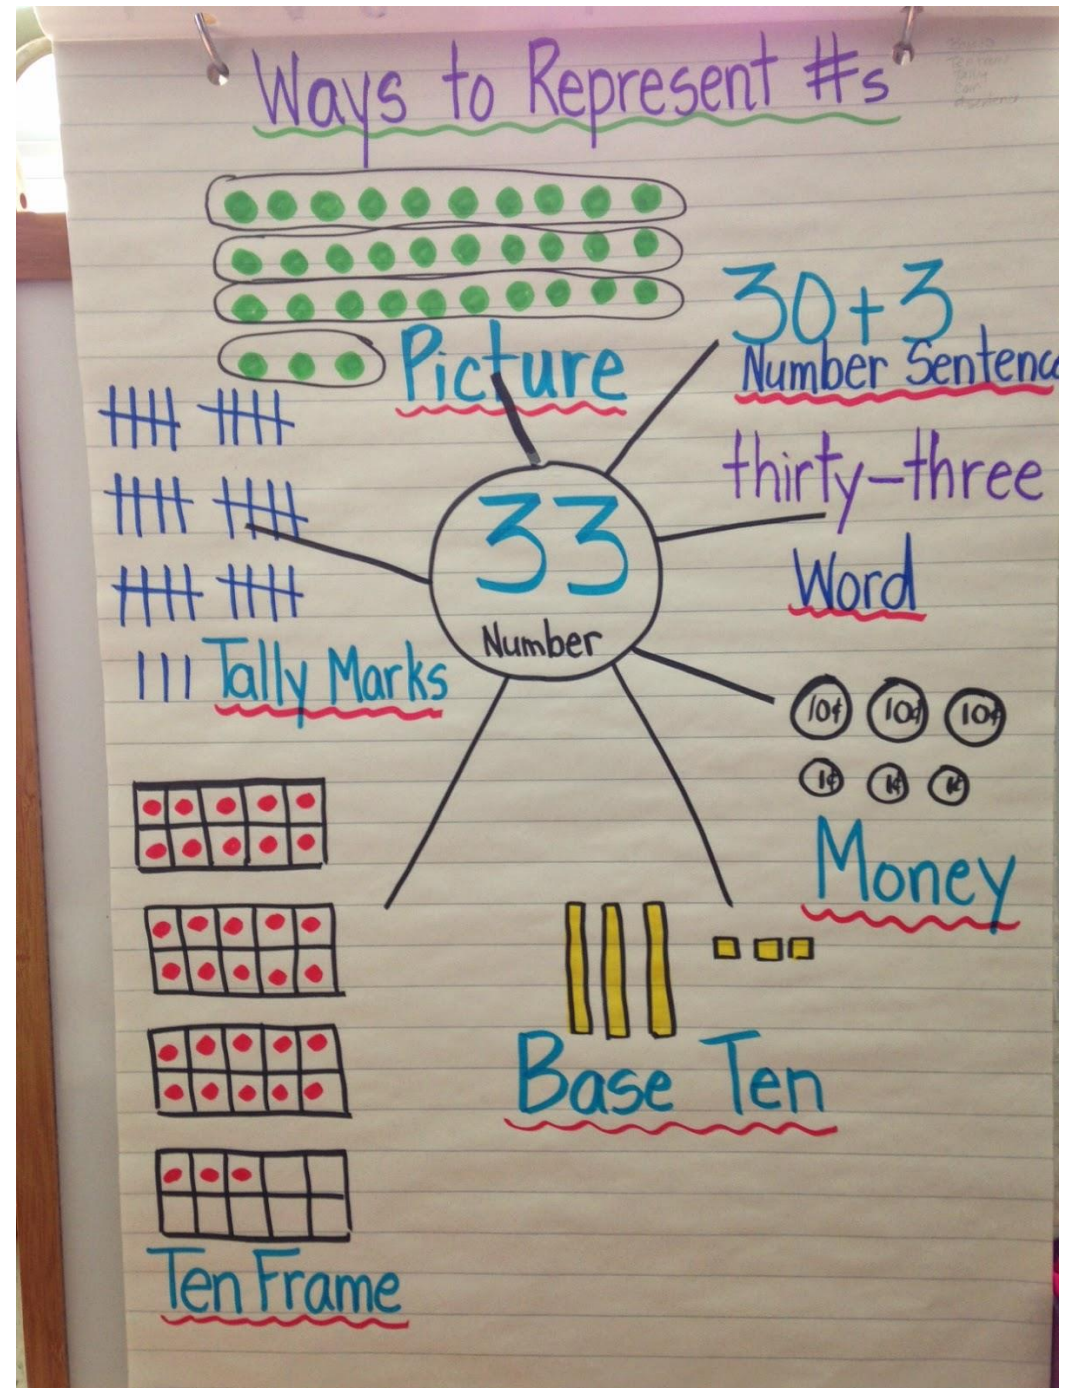 Ways to Represent #s
Picture
30+3
Number Sentenc
thirty-three
Word
33
Number
Tally Marks
10¢ 10¢ 10¢
1¢ 1¢ 1¢
Money
Base Ten
Ten Frame